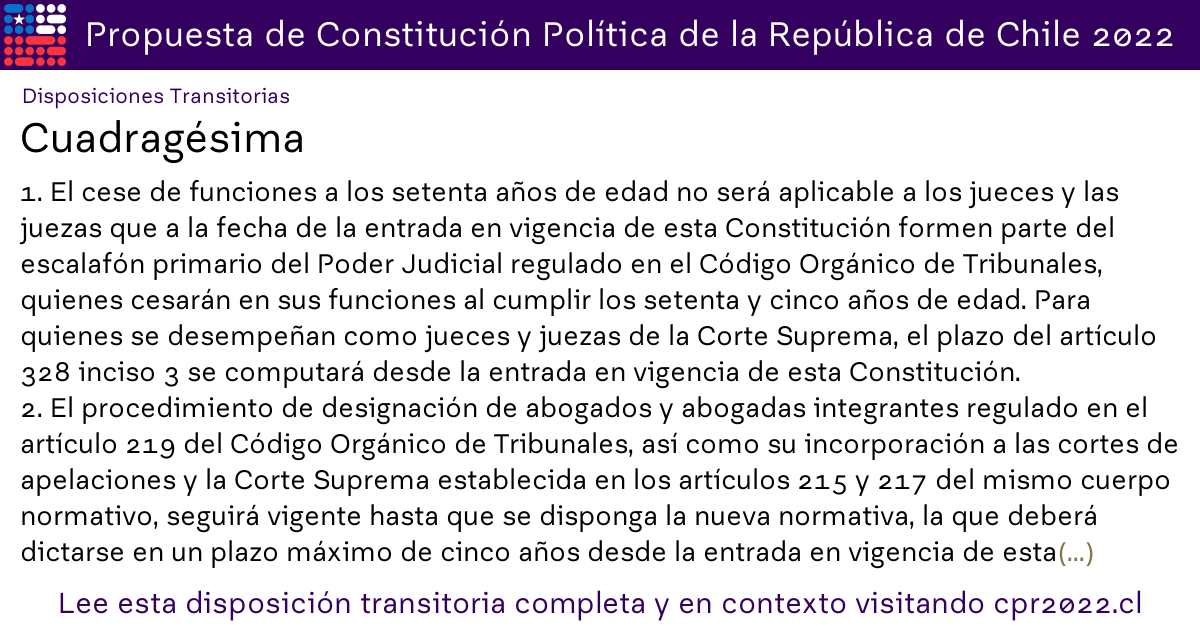 Propuesta de Constitución Política de la República de Chile 2022
Disposiciones Transitorias
Cuadragésima
1. El cese de funciones a los setenta años de edad no será aplicable a los jueces y las
juezas que a la fecha de la entrada en vigencia de esta Constitución formen parte del
escalafón primario del Poder Judicial regulado en el Código Orgánico de Tribunales,
quienes cesarán en sus funciones al cumplir los setenta y cinco años de edad. Para
quienes se desempeñan como jueces y juezas de la Corte Suprema, el plazo del artículo
328 inciso 3 se computará desde la entrada en vigencia de esta Constitución.
2. El procedimiento de designación de abogados y abogadas integrantes regulado en el
artículo 219 del Código Orgánico de Tribunales, así como su incorporación a las cortes de
apelaciones y la Corte Suprema establecida en los artículos 215 y 217 del mismo cuerpo
normativo, seguirá vigente hasta que se disponga la nueva normativa, la que deberá
dictarse en un plazo máximo de cinco años desde la entrada en vigencia de esta(...)
Lee esta disposición transitoria completa y en contexto visitando cpr2022.cl